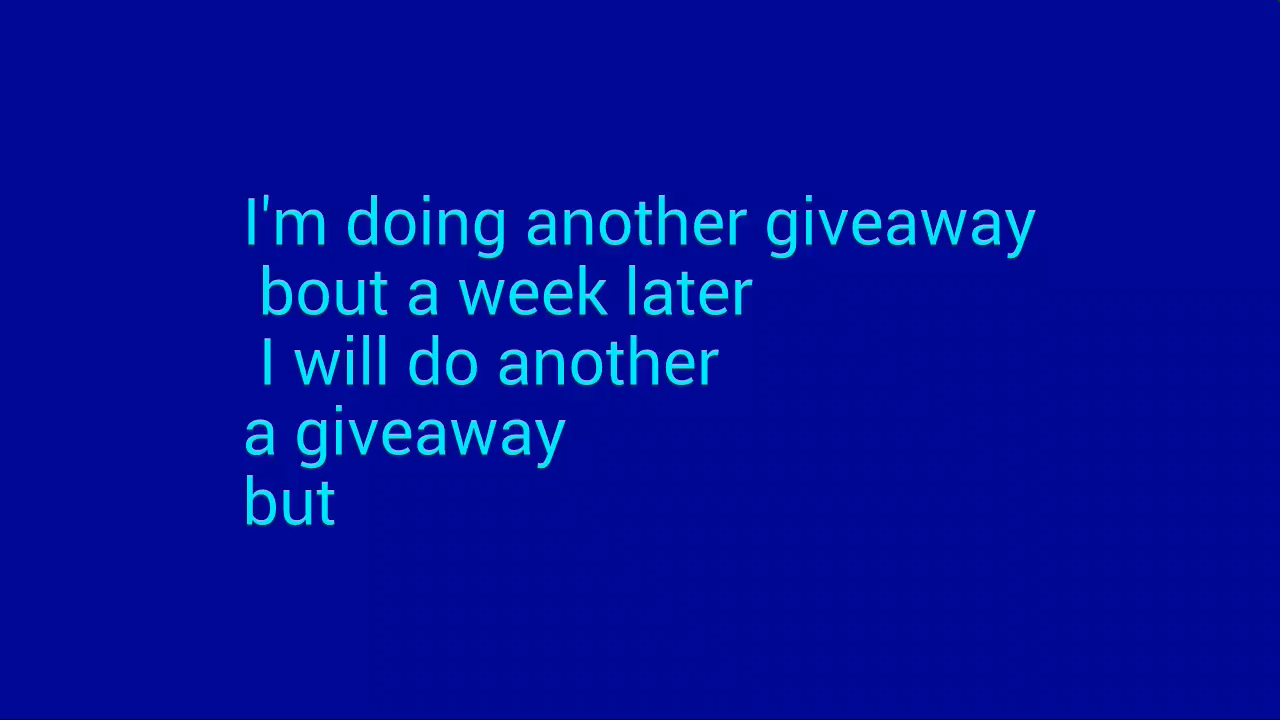 I'm doing another giveaway
bout a week later
I will do another
a giveaway
but